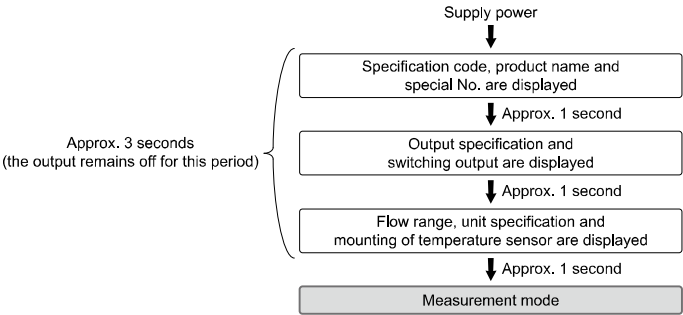 Supply power
Specification code, product name and
special No. are displayed
Approx. 1 second
Approx. 3 seconds
(the output remains off for this period)
Output specification and
switching output are displayed
Approx. 1 second
Flow range, unit specification and
mounting of temperature sensor are displayed
Approx. 1 second
Measurement mode